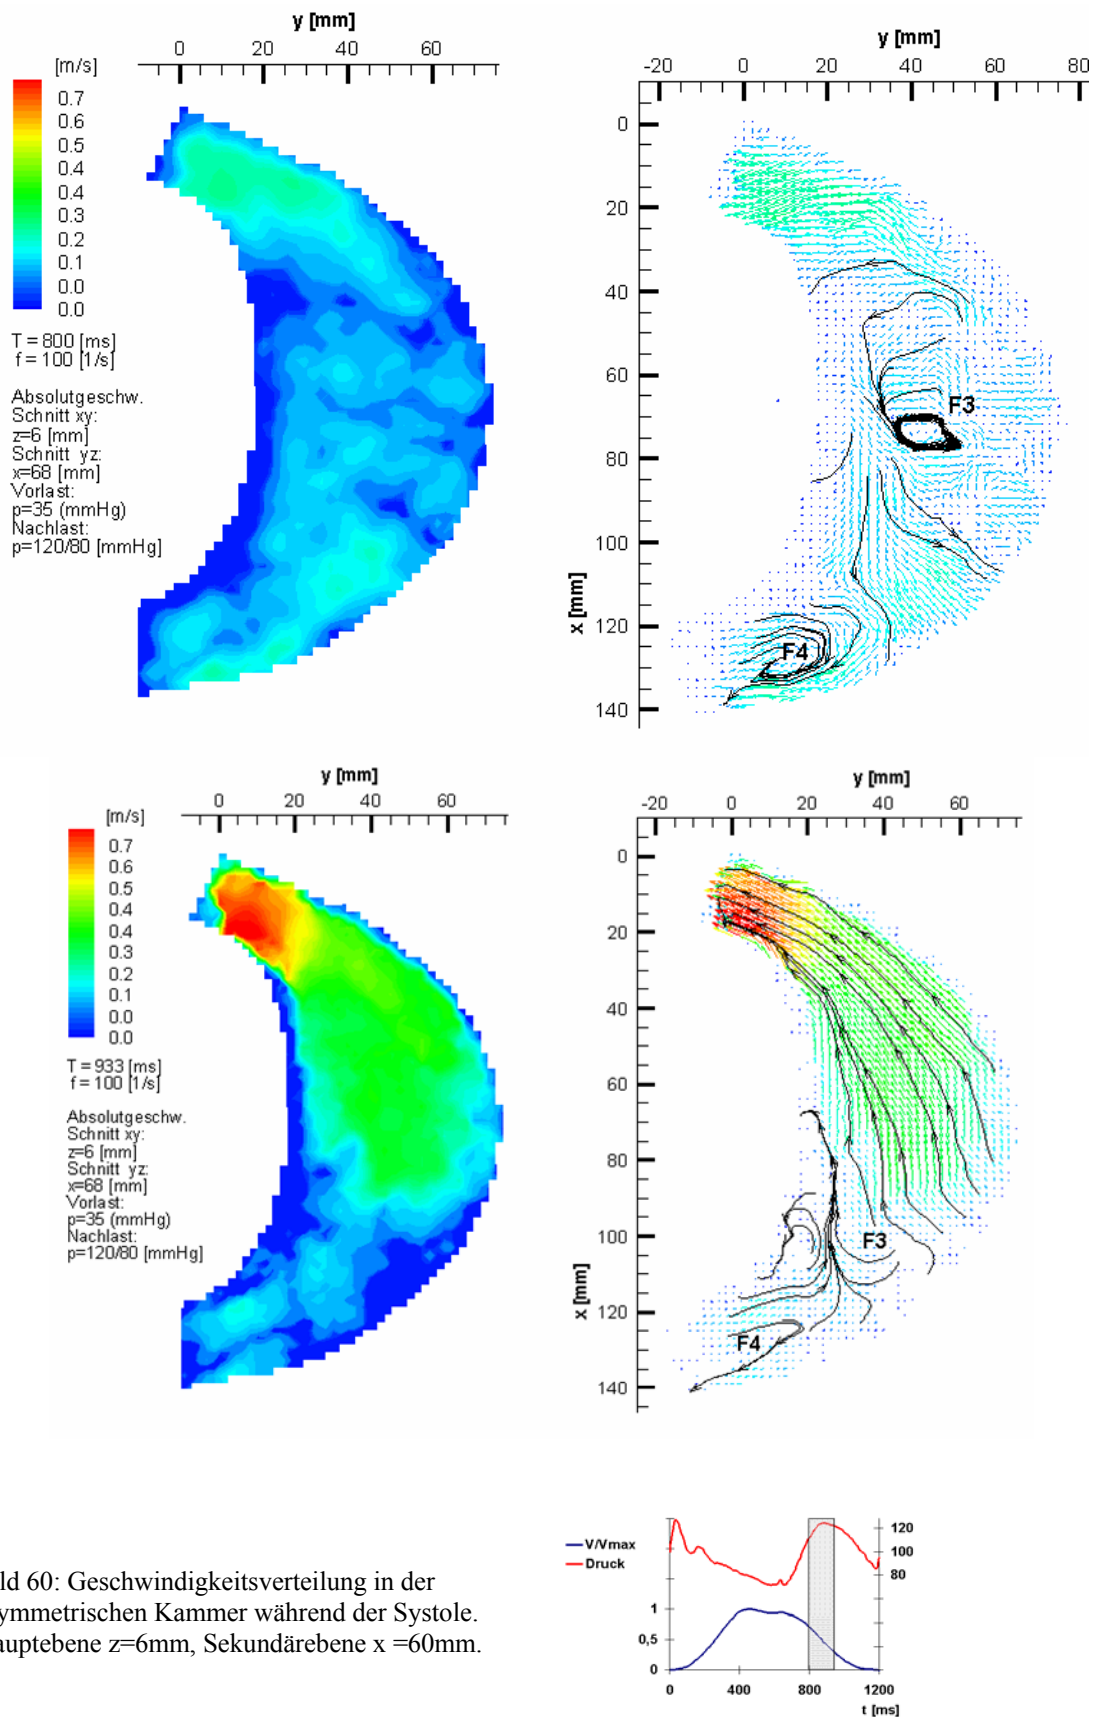 y [mm]
0 20 40 60
[m/s]
0.7
0.6
0.5
0.4
0.3
0.2
0.1
0.0
0.0
T = 800 [ms]
f = 100 [1/s]
Absolutgeschw.
Schnitt xy:
z=6 [mm]
Schnitt yz:
x=68 [mm]
Vorlast:
p=35 (mmHg)
Nachlast:
p=120/80 [mmHg]
y [mm]
-20 0 20 40 60 80
0
20
40
60
80
100
120
140
x [mm]
F3
F4
y [mm]
0 20 40 60
[m/s]
0.7
0.6
0.5
0.4
0.3
0.2
0.1
0.0
0.0
T = 933 [ms]
f = 100 [1/s]
Absolutgeschw.
Schnitt xy:
z=6 [mm]
Schnitt yz:
x=68 [mm]
Vorlast:
p=35 (mmHg)
Nachlast:
p=120/80 [mmHg]
y [mm]
-20 0 20 40 60
0
20
40
60
80
100
120
140
x [mm]
F3
F4
ld 60: Geschwindigkeitsverteilung in der
symmetrischen Kammer während der Systole.
auptebene z=6mm, Sekundärebene x =60mm.
V/Vmax
Druck
120
100
80
1
0,5
0
0 400 800 1200
t [ms]